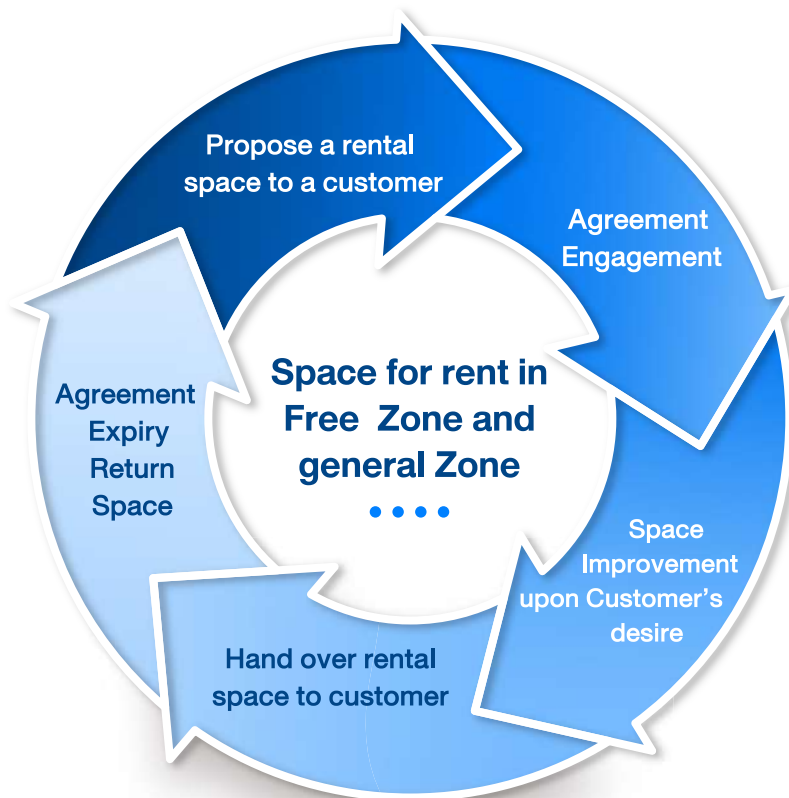 Propose a rental
space to a customer
Agreement
Engagement
Space
Improvement
upon Customer's
desire
Hand over rental
space to customer
Agreement
Expiry
Return
Space
Space for rent in
Free Zone and
general Zone